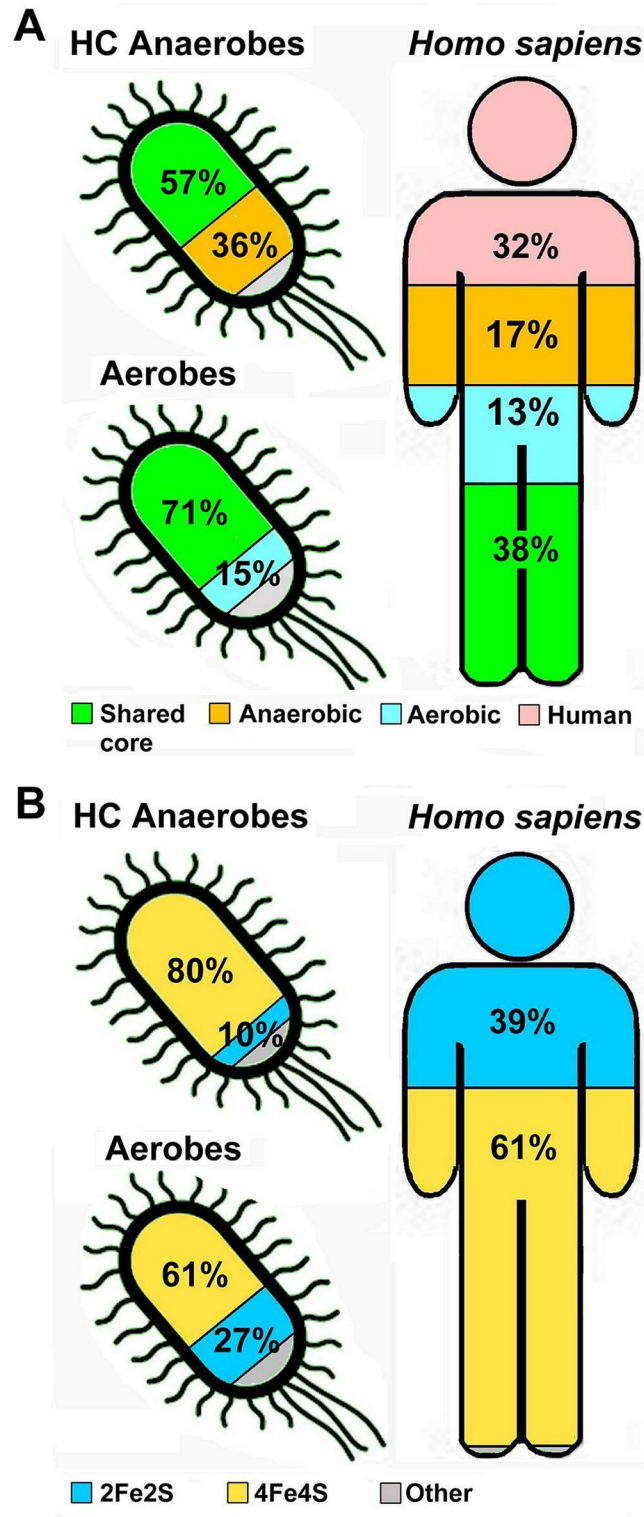 A
HC Anaerobes
Homo sapiens
57%
36%
32%
17%
13%
38%
Aerobes
71%
15%
Shared core
Anaerobic
Aerobic
Human
B
HC Anaerobes
Homo sapiens
80%
10%
39%
61%
Aerobes
61%
27%
2Fe2S
4Fe4S
Other